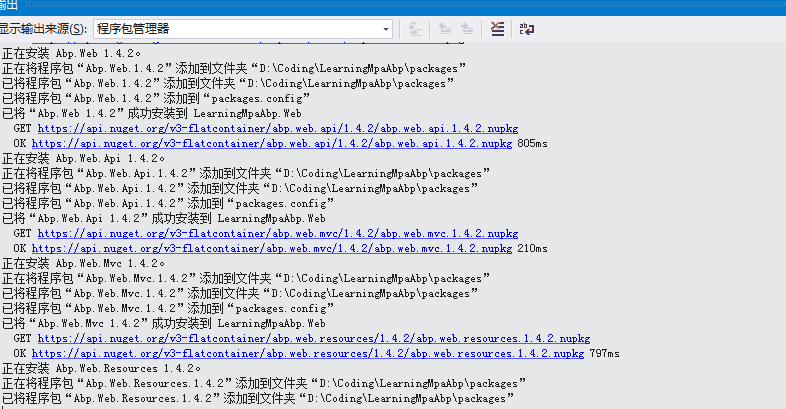 输出
显示输出来源(S): 程序包管理器
正在安装 Abp.Web 1.4.2。
正在将程序包“Abp.Web.1.4.2”添加到文件夹“D:\Coding\LearningMpaAbp\packages”
已将程序包“Abp.Web.1.4.2”添加到文件夹“D:\Coding\LearningMpaAbp\packages”
已将程序包“Abp.Web.1.4.2”添加到“packages.config”
已将“Abp.Web 1.4.2”成功安装到 LearningMpaAbp.Web
GET https://api.nuget.org/v3-flatcontainer/abp.web.api/1.4.2/abp.web.api.1.4.2.nupkg
OK https://api.nuget.org/v3-flatcontainer/abp.web.api/1.4.2/abp.web.api.1.4.2.nupkg 805ms
正在安装 Abp.Web.Api 1.4.2。
正在将程序包“Abp.Web.Api.1.4.2”添加到文件夹“D:\Coding\LearningMpaAbp\packages”
已将程序包“Abp.Web.Api.1.4.2”添加到文件夹“D:\Coding\LearningMpaAbp\packages”
已将程序包“Abp.Web.Api.1.4.2”添加到“packages.config”
已将“Abp.Web.Api 1.4.2”成功安装到 LearningMpaAbp.Web
GET https://api.nuget.org/v3-flatcontainer/abp.web.mvc/1.4.2/abp.web.mvc.1.4.2.nupkg
OK https://api.nuget.org/v3-flatcontainer/abp.web.mvc/1.4.2/abp.web.mvc.1.4.2.nupkg 210ms
正在安装 Abp.Web.Mvc 1.4.2。
正在将程序包“Abp.Web.Mvc.1.4.2”添加到文件夹“D:\Coding\LearningMpaAbp\packages”
已将程序包“Abp.Web.Mvc.1.4.2”添加到文件夹“D:\Coding\LearningMpaAbp\packages”
已将程序包“Abp.Web.Mvc.1.4.2”添加到“packages.config”
已将“Abp.Web.Mvc 1.4.2”成功安装到 LearningMpaAbp.Web
GET https://api.nuget.org/v3-flatcontainer/abp.web.resources/1.4.2/abp.web.resources.1.4.2.nupkg
OK https://api.nuget.org/v3-flatcontainer/abp.web.resources/1.4.2/abp.web.resources.1.4.2.nupkg 797ms
正在安装 Abp.Web.Resources 1.4.2。
正在将程序包“Abp.Web.Resources.1.4.2”添加到文件夹“D:\Coding\LearningMpaAbp\packages”
已将程序包“Abp.Web.Resources.1.4.2”添加到文件夹“D:\Coding\LearningMpaAbp\packages”